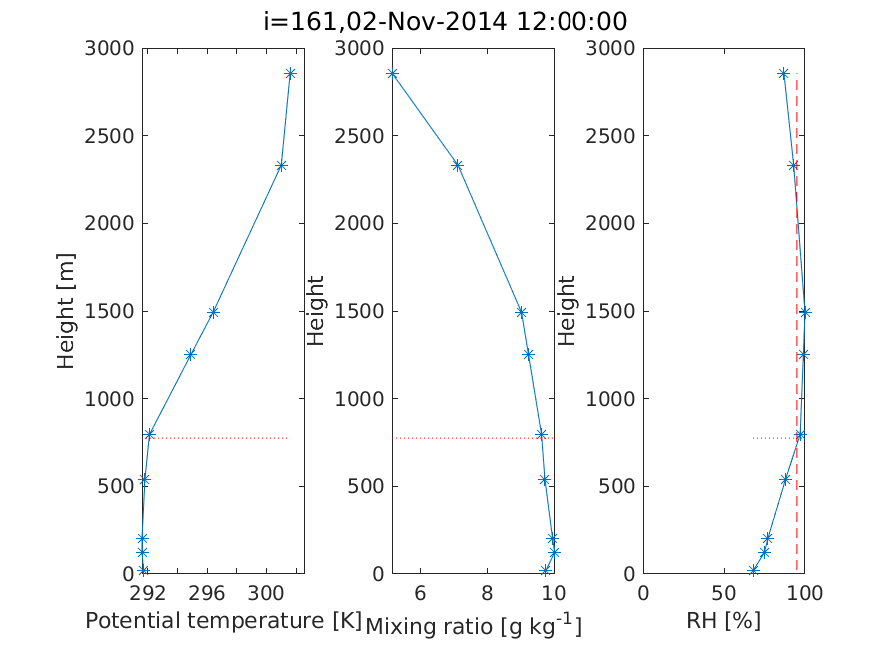 i=161,02-Nov-2014 12:00:00
Height [m]
3000
2500
2000
1500
1000
500
0
292 296 300
Potential temperature [K]
Height
3000
2500
2000
1500
1000
500
0
6 8 10
Mixing ratio [g kg-1]
Height
3000
2500
2000
1500
1000
500
0
0 50 100
RH [%]